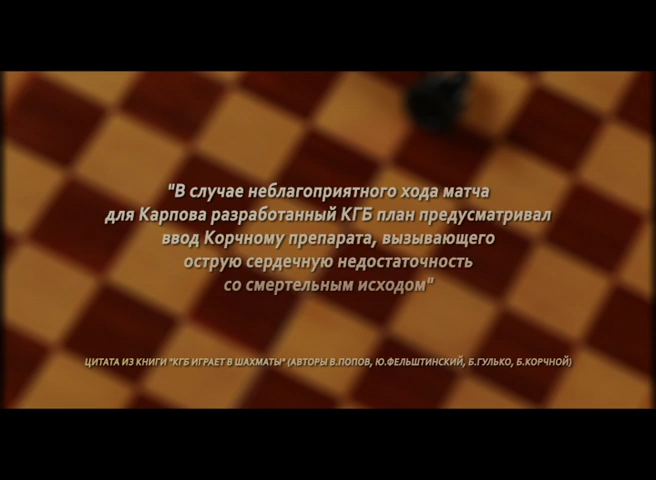 "В случае неблагоприятного хода матча
для Карпова разработанный КГБ план предусматривал
ввод Корчному препарата, вызывающего
острую сердечную недостаточность
со смертельным исходом"
ЦИТАТА ИЗ КНИГИ "КГБ ИГРАЕТ В ШАХМАТЫ" (АВТОРЫ В.ПОПОВ, Ю.ФЕЛЬШТИНСКИЙ, Б.ГУЛЬКО, Б.КОРЧНОЙ)